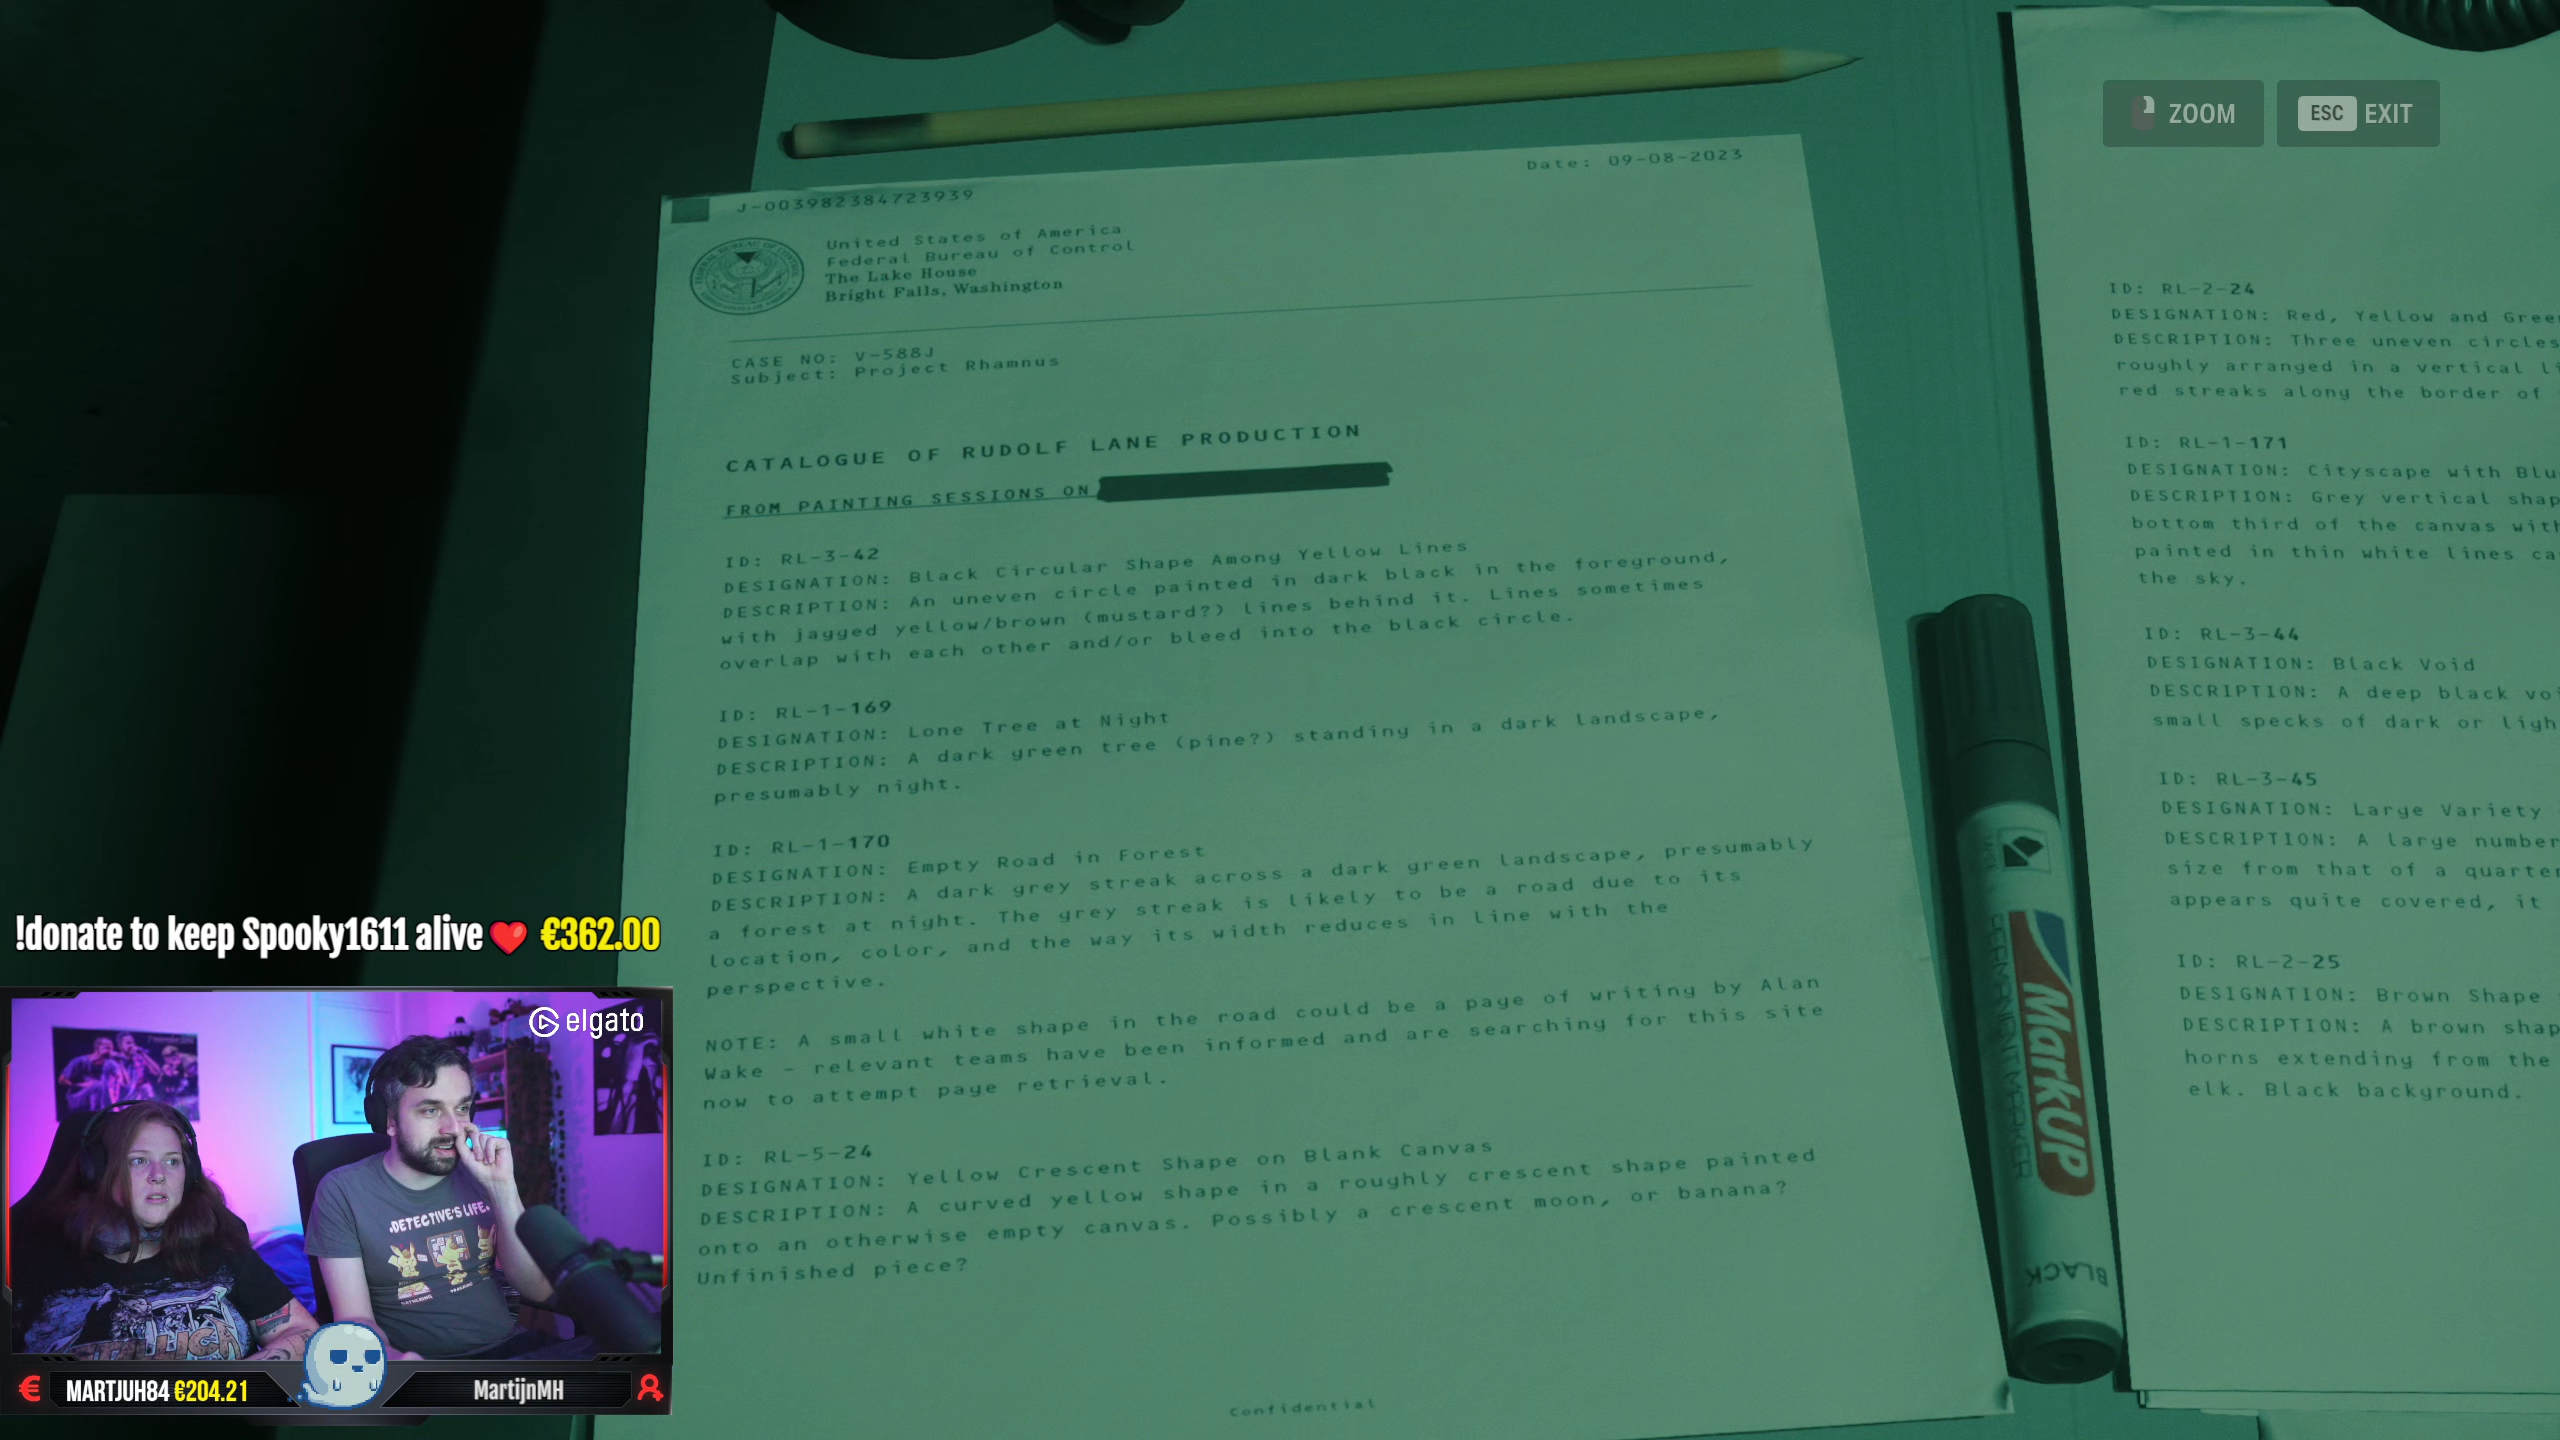 ZOOM
ESC EXIT
J-003982384723939
Date: 09-08-2023
United States of America
Federal Bureau of Control
The Lake House
Bright Falls, Washington
CASE NO: V-588J
Subject: Project Rhamnus
CATALOGUE OF RUDOLF LANE PRODUCTION
FROM PAINTING SESSIONS ON
ID: RL-3-42
DESIGNATION: Black Circular Shape Among Yellow Lines
DESCRIPTION: An uneven circle painted in dark black in the foreground,
with jagged yellow/brown (mustard?) lines behind it. Lines sometimes
overlap with each other and/or bleed into the black circle.
ID: RL-1-169
DESIGNATION: Lone Tree at Night
DESCRIPTION: A dark green tree (pine?) standing in a dark landscape,
presumably night.
ID: RL-1-170
DESIGNATION: Empty Road in Forest
DESCRIPTION: A dark grey streak across a dark green landscape, presumably
a forest at night. The grey streak is likely to be a road due to its
location, color, and the way its width reduces in line with the
perspective.
NOTE: A small white shape in the road could be a page of writing by Alan
Wake - relevant teams have been informed and are searching for this site
now to attempt page retrieval.
ID: RL-5-24
DESIGNATION: Yellow Crescent Shape on Blank Canvas
DESCRIPTION: A curved yellow shape in a roughly crescent shape painted
onto an otherwise empty canvas. Possibly a crescent moon, or banana?
Unfinished piece?
Confidential
ID: RL-2-24
DESIGNATION: Red, Yellow and Gree
DESCRIPTION: Three uneven circles
roughly arranged in a vertical li
red streaks along the border of
ID: RL-1-171
DESIGNATION: Cityscape with Blu
DESCRIPTION: Grey vertical shap
bottom third of the canvas with
painted in thin white lines ca
the sky.
ID: RL-3-44
DESIGNATION: Black Void
DESCRIPTION: A deep black voi
small specks of dark or ligh
ID: RL-3-45
DESIGNATION: Large Variety
DESCRIPTION: A large number
size from that of a quarter
appears quite covered, it
ID: RL-2-25
DESIGNATION: Brown Shape
DESCRIPTION: A brown shap
horns extending from the
elk. Black background.
MarkUP
PERMANENT MARKER
BLACK
!donate to keep Spooky1611 alive❤️ €362.00
elgato
DETECTIVE'S LIFE
€ MARTJUH84 €204.21
MartijnMH